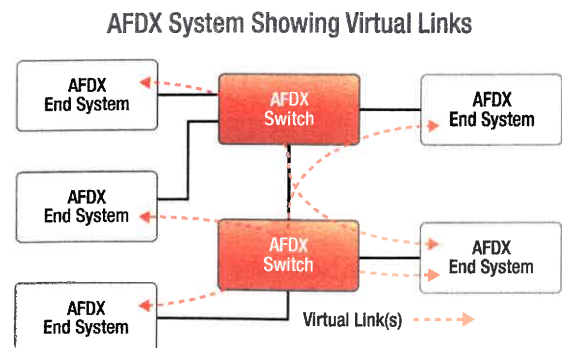 AFDX System Showing Virtual Links
AFDX
End System
AFDX
Switch
AFDX
End System
AFDX
End System
AFDX
Switch
AFDX
End System
AFDX
End System
Virtual Link(s)